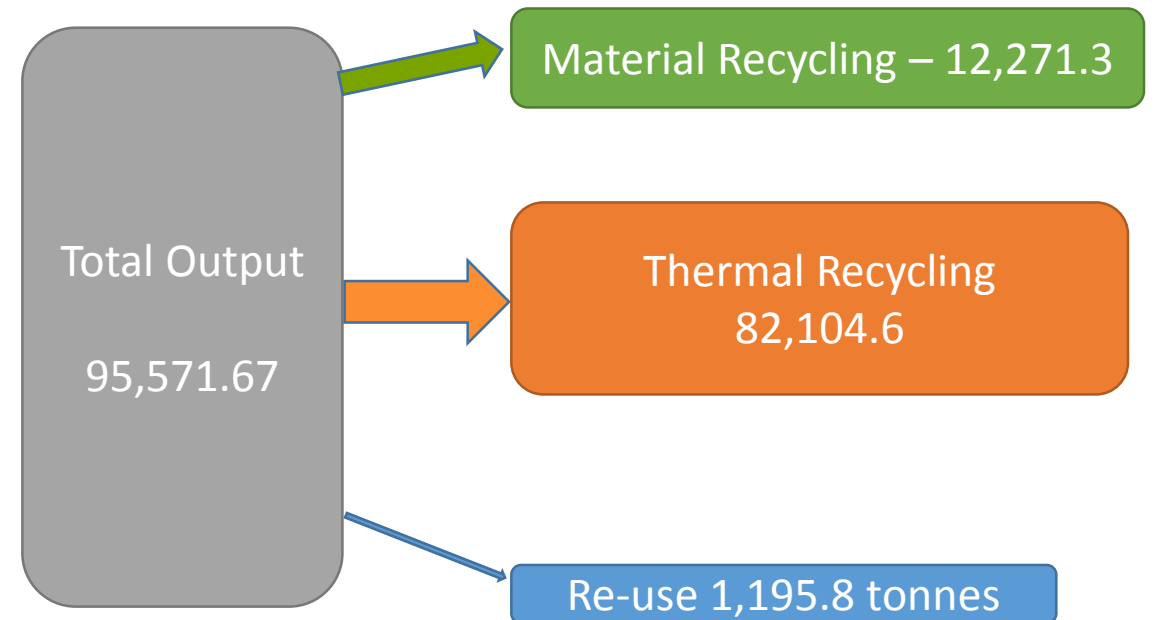 Total Output
95,571.67
Material Recycling – 12,271.3
Thermal Recycling
82,104.6
Re-use 1,195.8 tonnes